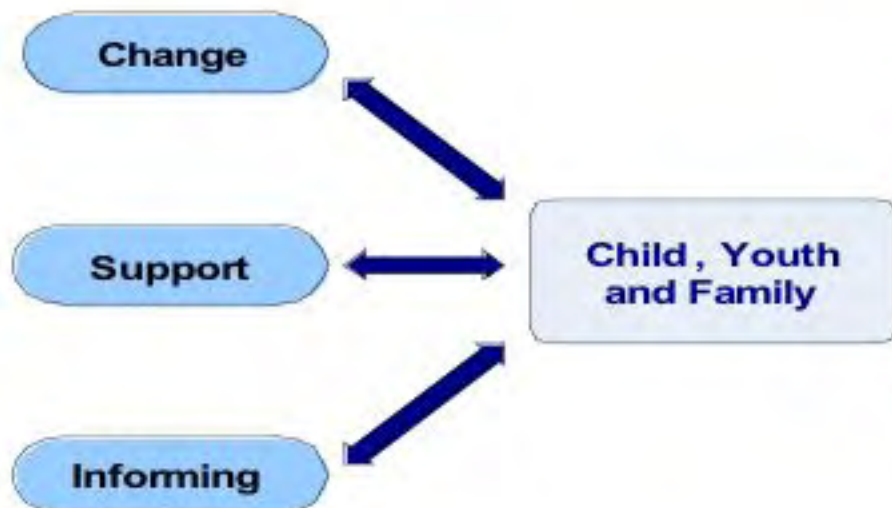 Change
Support
Child , Youth
and Family
Informing